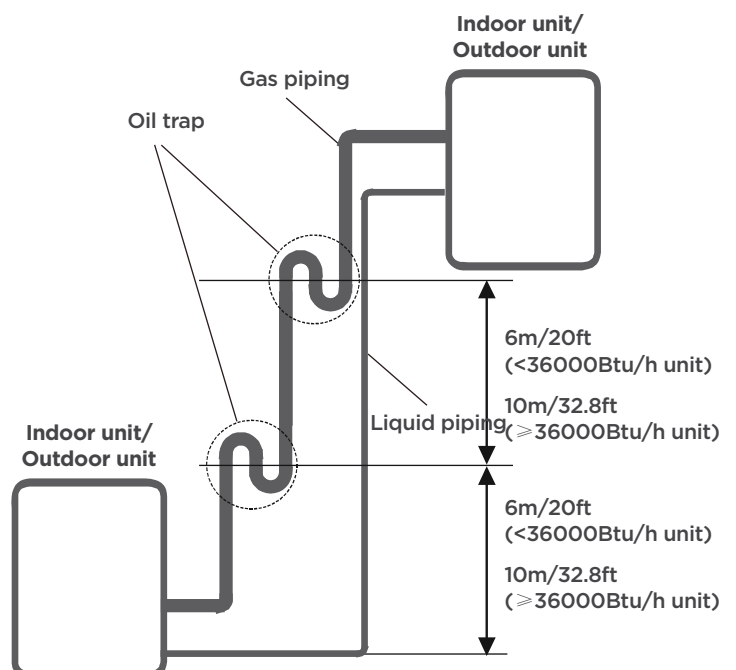 Indoor unit/
Outdoor unit
Gas piping
Oil trap
6m/20ft
(<36000Btu/h unit)
10m/32.8ft
(⩾36000Btu/h unit)
Liquid piping
Indoor unit/
Outdoor unit
6m/20ft
(<36000Btu/h unit)
10m/32.8ft
(⩾36000Btu/h unit)